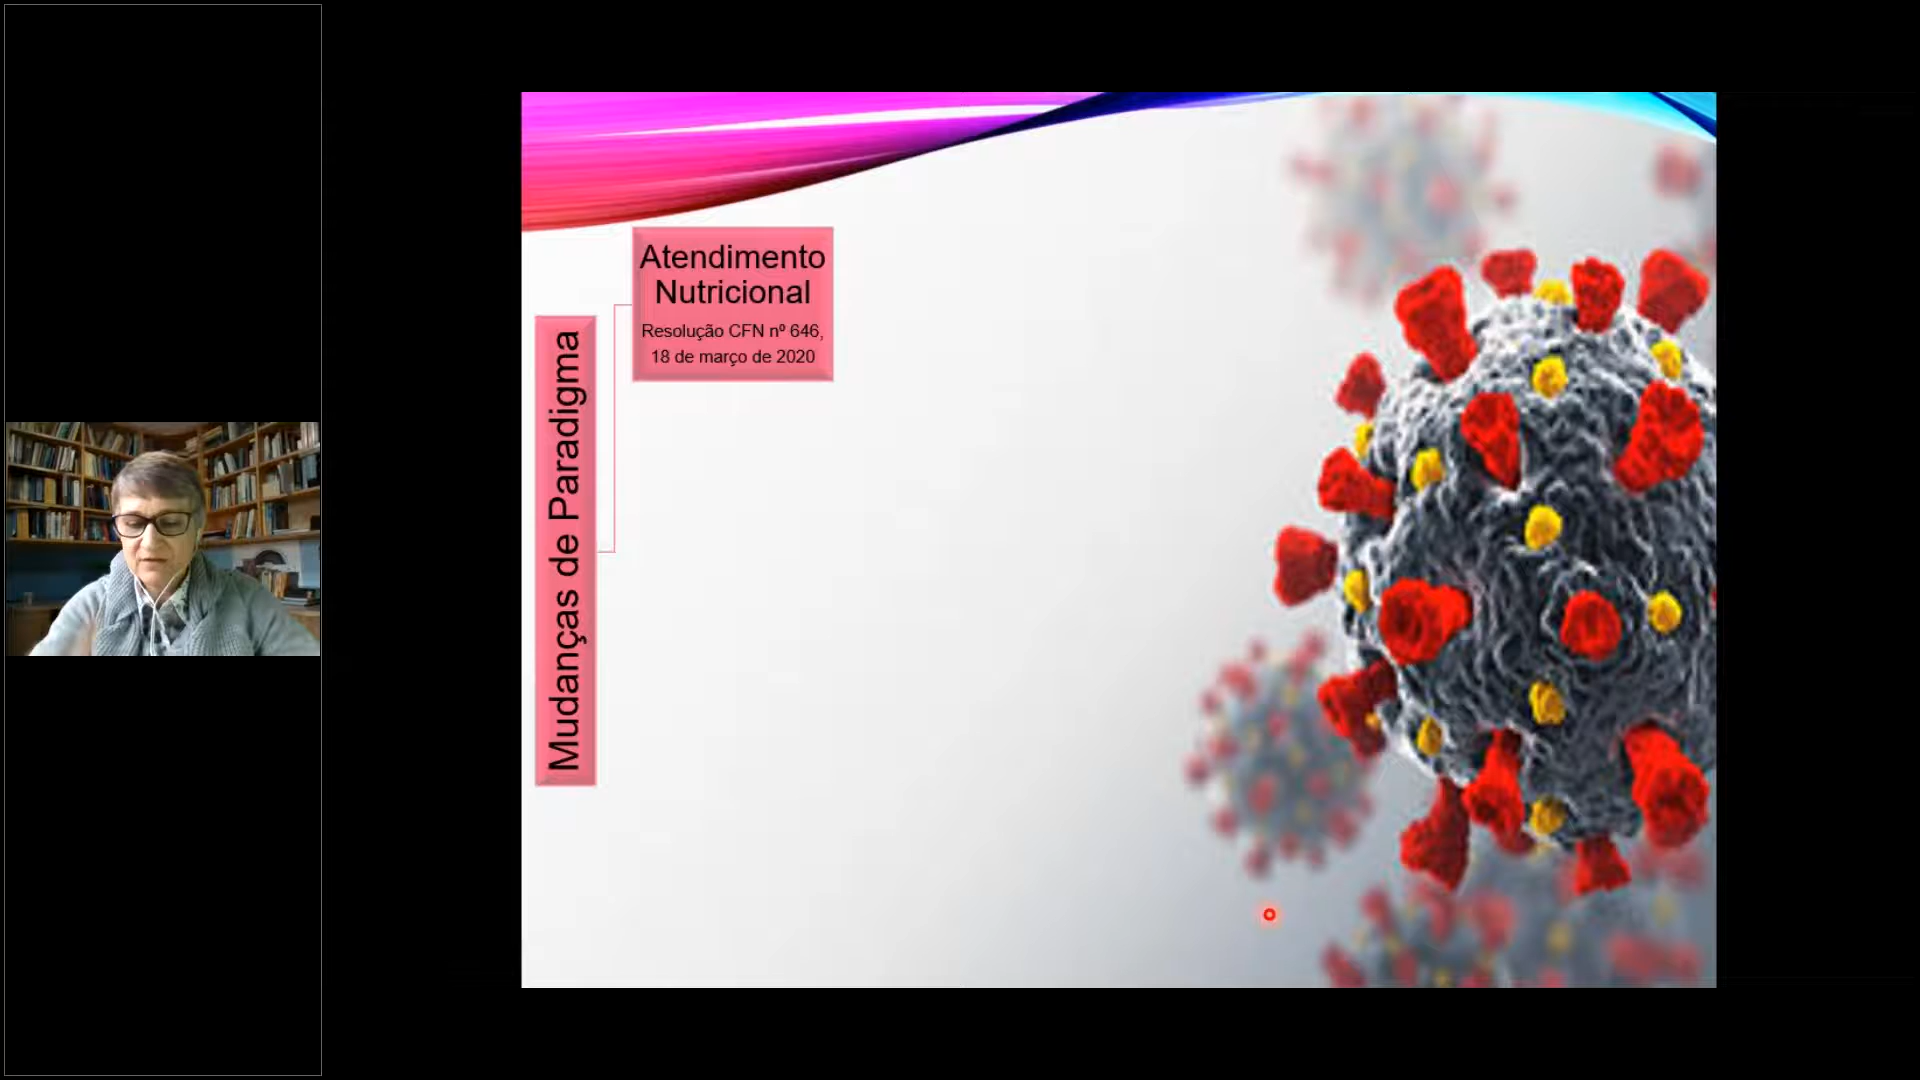 Atendimento
Nutricional
Resolução CFN nº 646,
18 de março de 2020
Mudanças de Paradigma